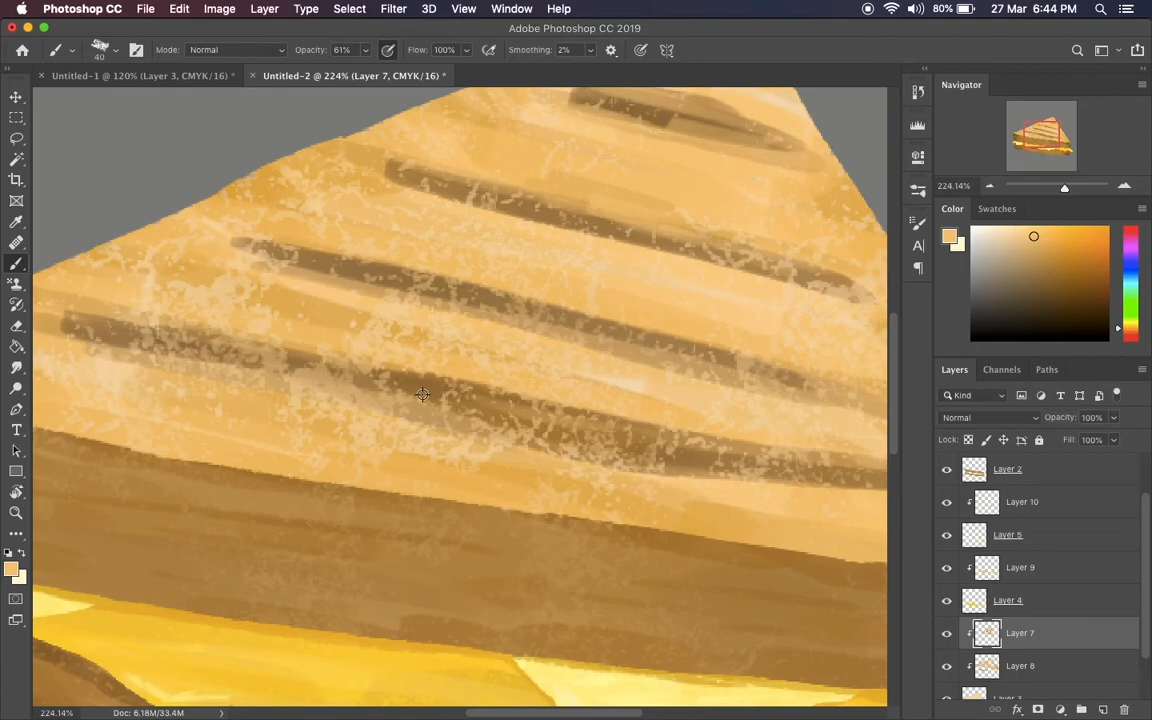 Photoshop CC File Edit Image Layer Type Select Filter 3D View Window Help 80% 27 Mar 6:44 PM
Adobe Photoshop CC 2019
40 Mode: Normal Opacity: 61% Flow: 100% Smoothing: 2%
Untitled-1 @ 120% (Layer 3, CMYK/16) * Untitled-2 @ 224% (Layer 7, CMYK/16) *
Navigator
224.14%
Color Swatches
Layers Channels Paths
Kind
Normal Opacity: 100%
Lock: Fill: 100%
Layer 2
Layer 10
Layer 5
Layer 9
Layer 4
Layer 7
Layer 8
Layer 3
224.14% Doc: 6.18M/33.4M